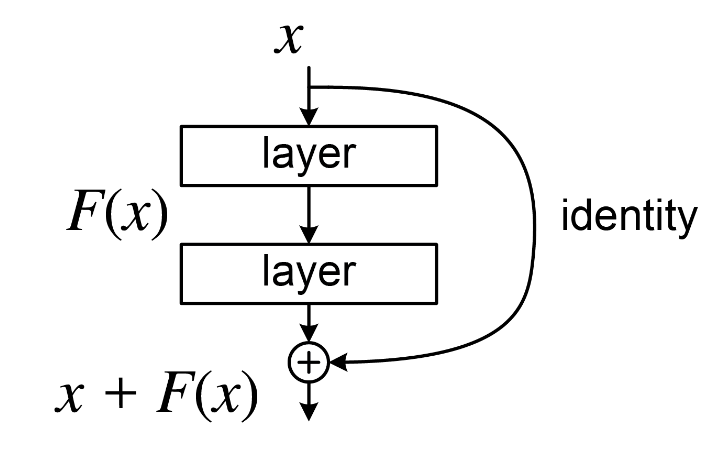 x
layer
F(x)
identity
layer
+
x + F(x)